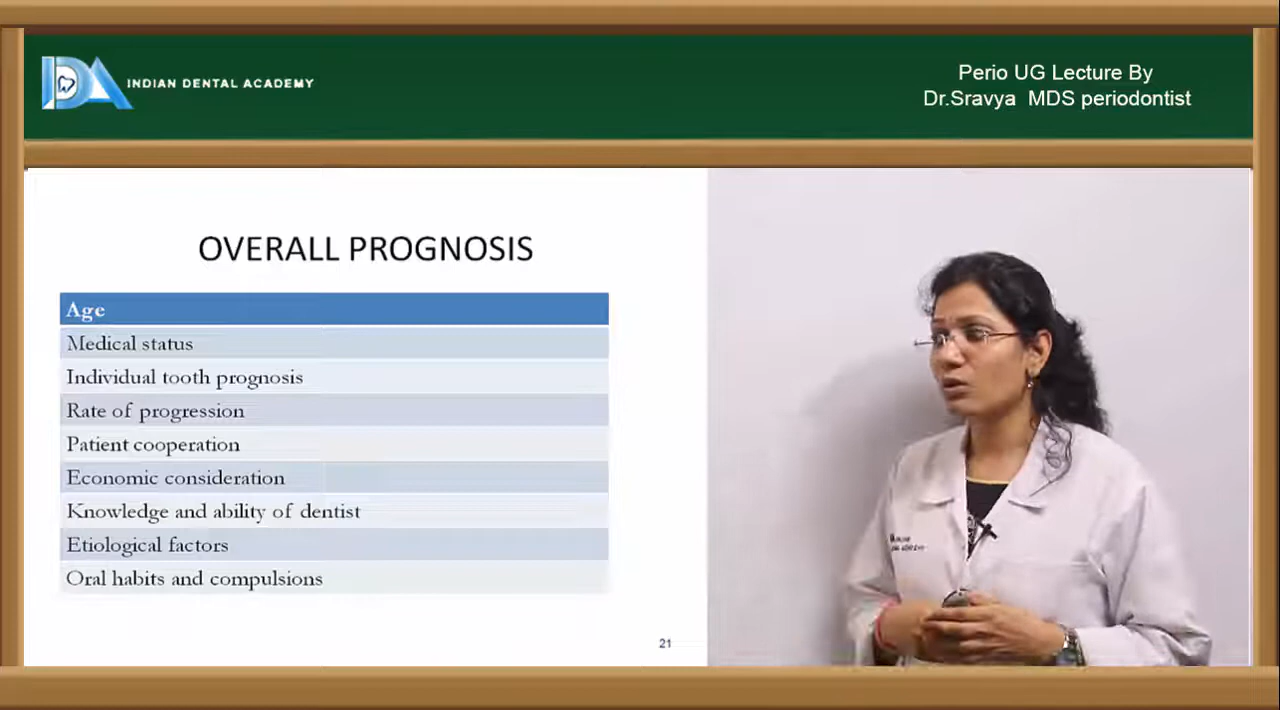 IDA
INDIAN DENTAL ACADEMY
Perio UG Lecture By
Dr.Sravya MDS periodontist
OVERALL PROGNOSIS
Age
Medical status
Individual tooth prognosis
Rate of progression
Patient cooperation
Economic consideration
Knowledge and ability of dentist
Etiological factors
Oral habits and compulsions
21